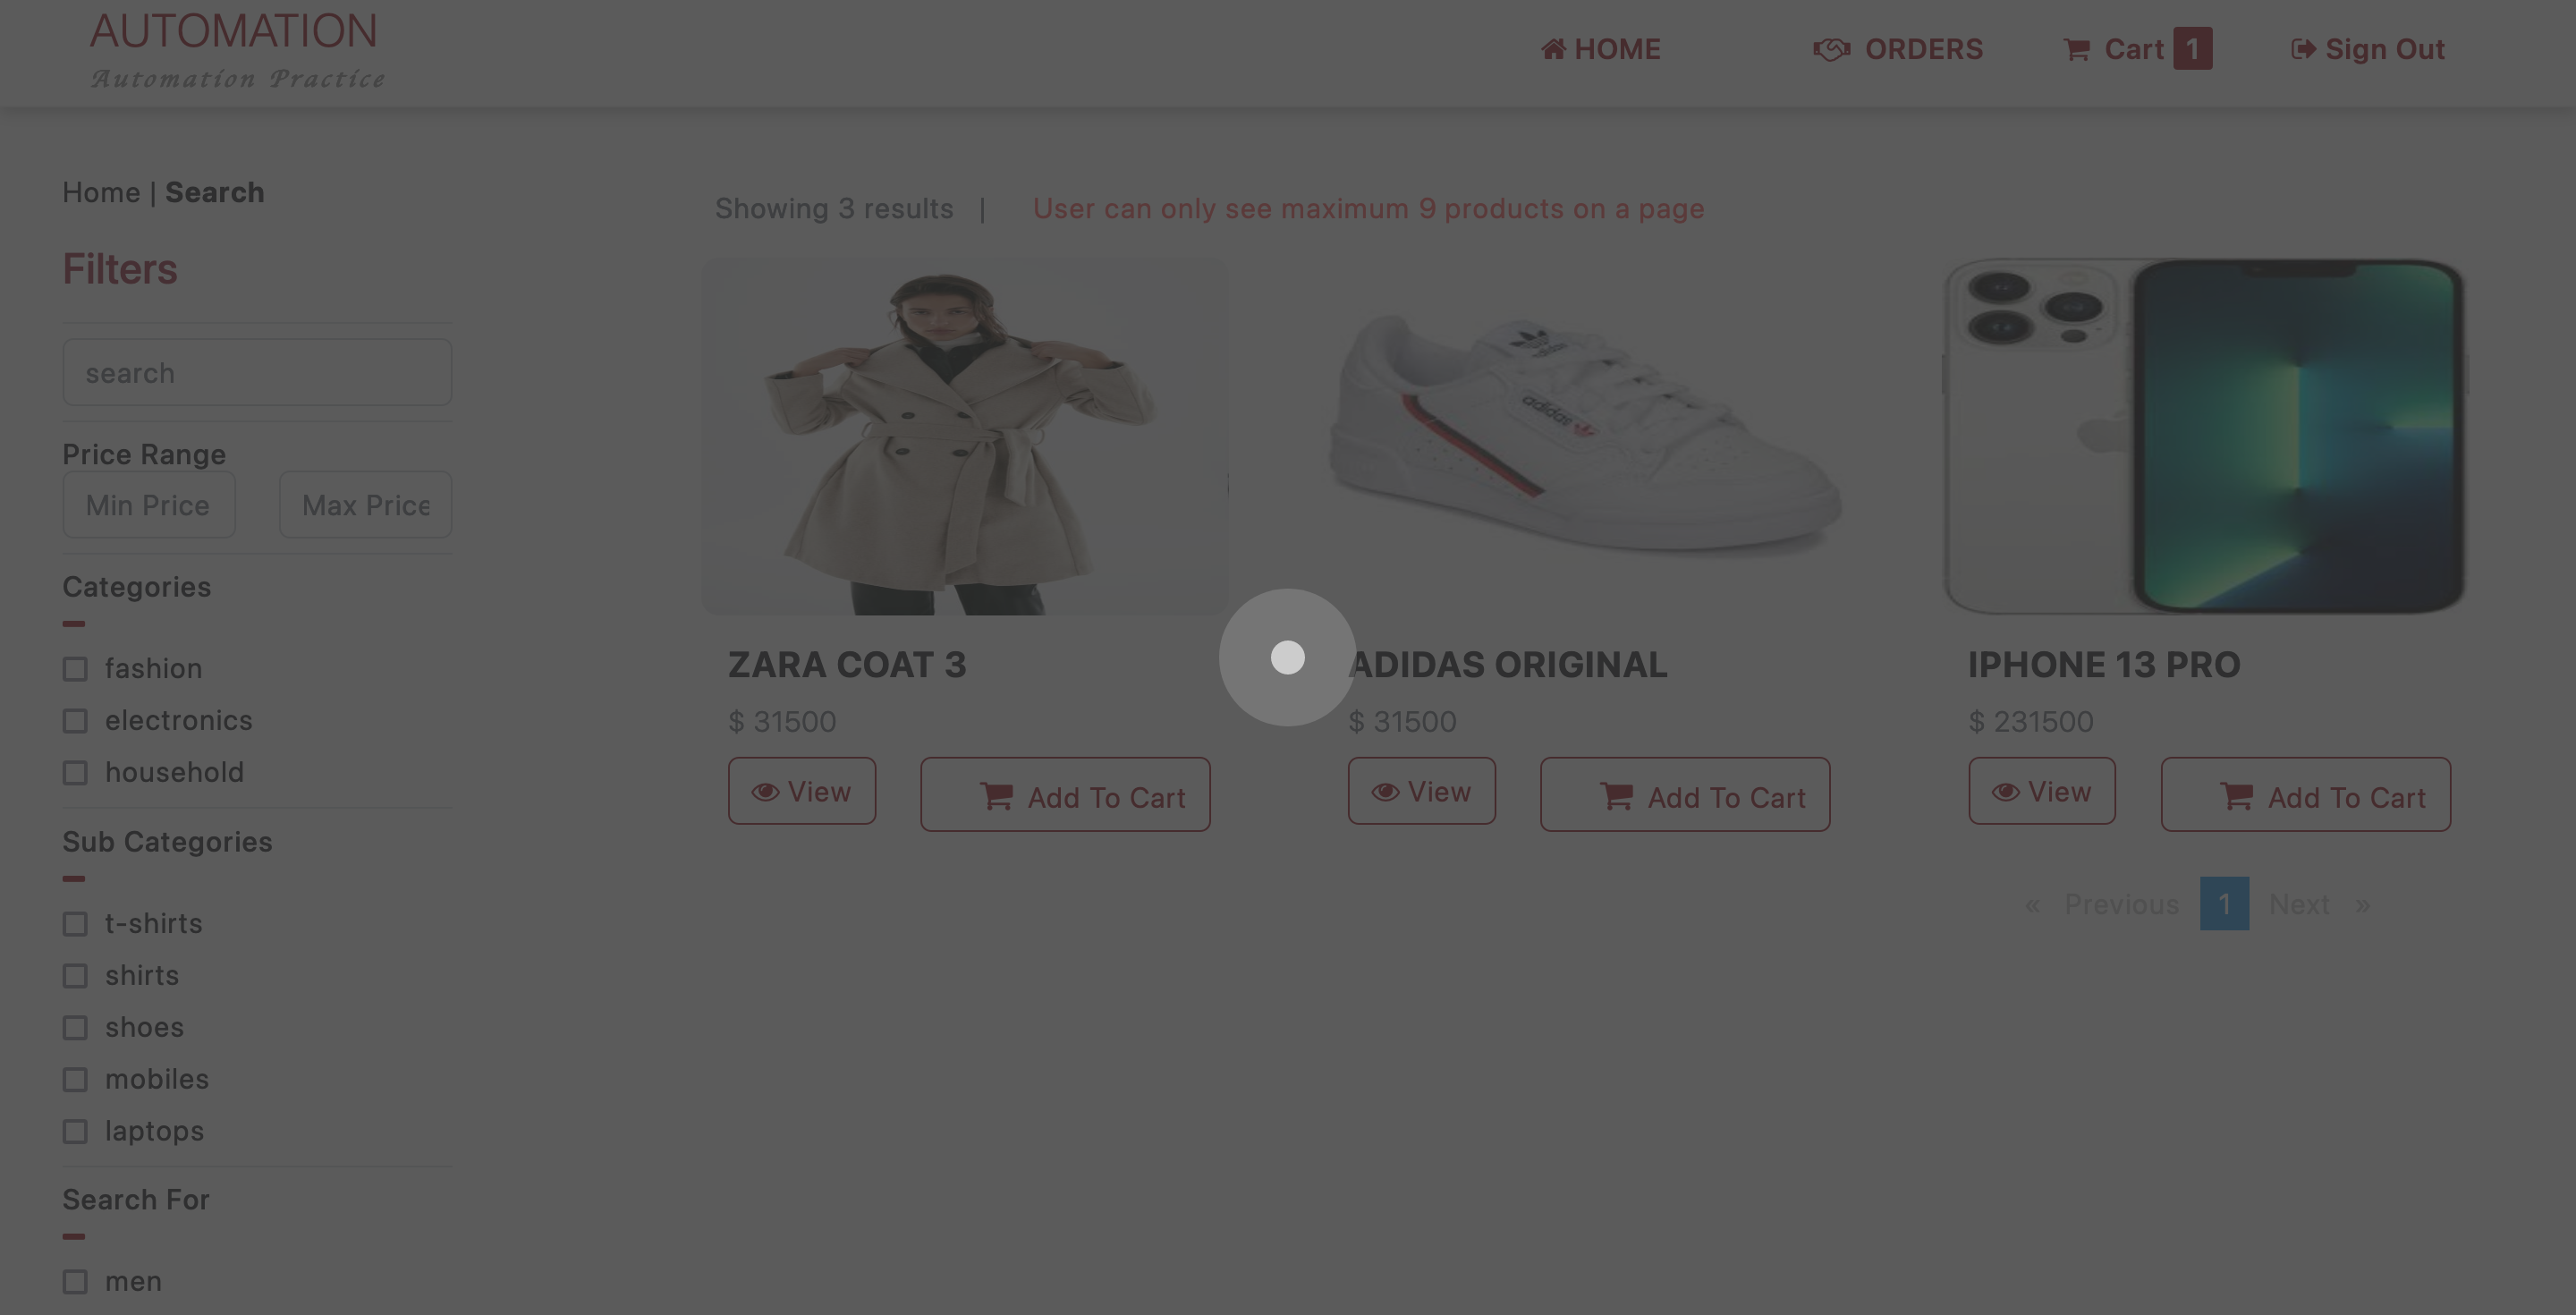 AUTOMATION
Automation Practice
HOME
ORDERS
Cart 1
Sign Out
Home | Search
Showing 3 results |
User can only see maximum 9 products on a page
Filters
search
Price Range
Min Price
Max Price
Categories
fashion
electronics
household
Sub Categories
t-shirts
shirts
shoes
mobiles
laptops
Search For
men
adidas
ZARA COAT 3
$ 31500
View
Add To Cart
ADIDAS ORIGINAL
$ 31500
View
Add To Cart
IPHONE 13 PRO
$ 231500
View
Add To Cart
« Previous 1 Next »